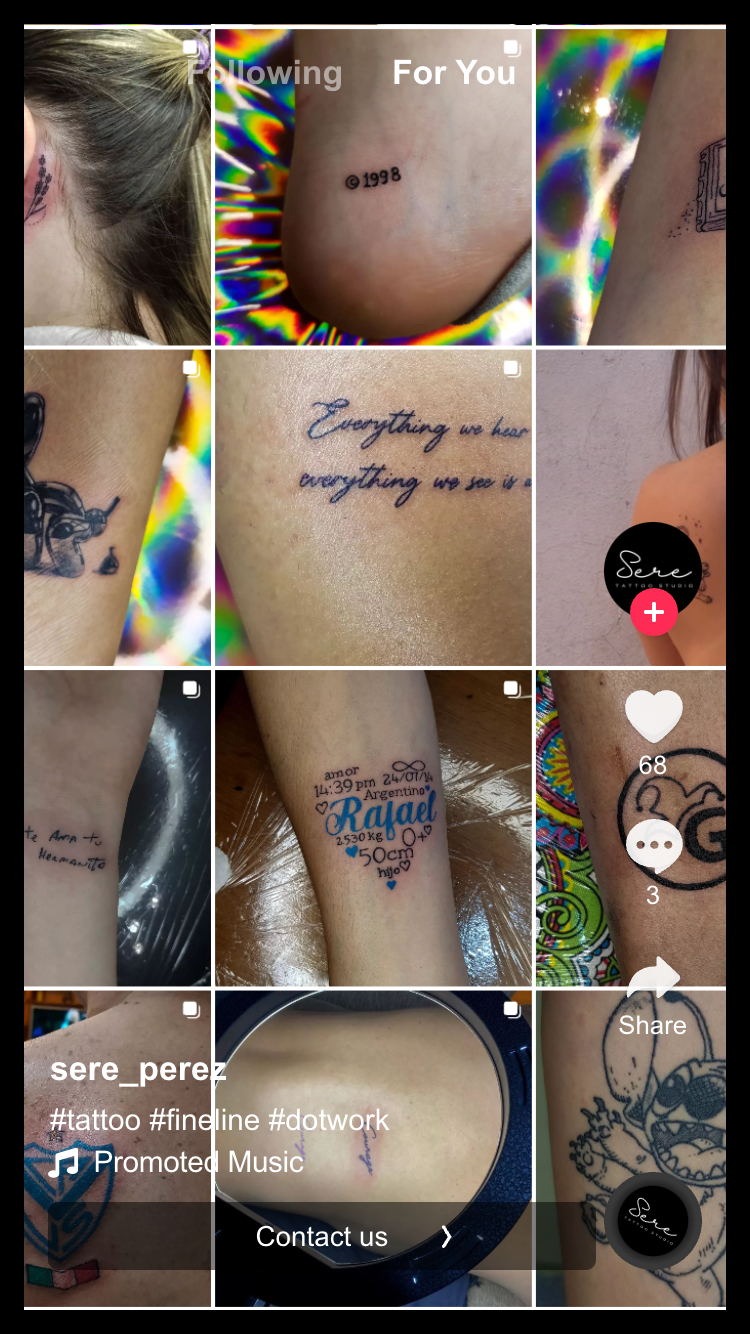 Following
For You
© 1998
Everything we hear
everything we see is a
Sere
TATTOO STUDIO
68
te Ama tu
Hermanito
amor
14:39 pm 24/07/14
Argentino
Rafael
2530 kg 0+
50cm
hijo
G
3
Share
sere_perez
#tattoo #fineline #dotwork
Promoted Music
Contact us
Sere
TATTOO STUDIO